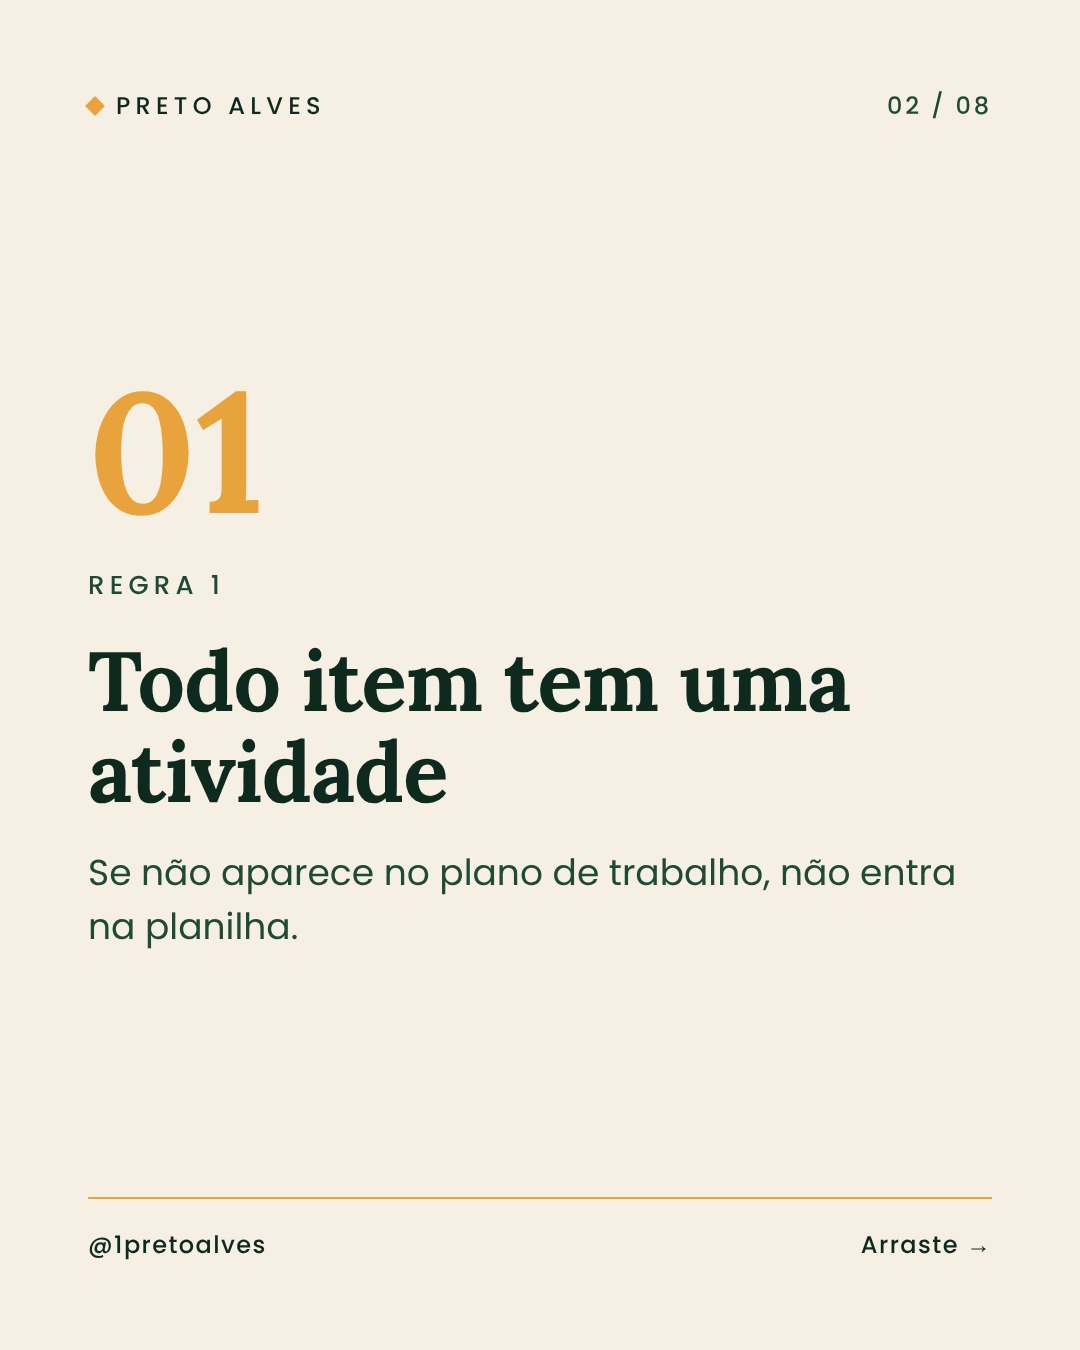 PRETO ALVES
02 / 08
01
REGRA 1
Todo item tem uma
atividade
Se não aparece no plano de trabalho, não entra
na planilha.
@1pretoalves
Arraste →